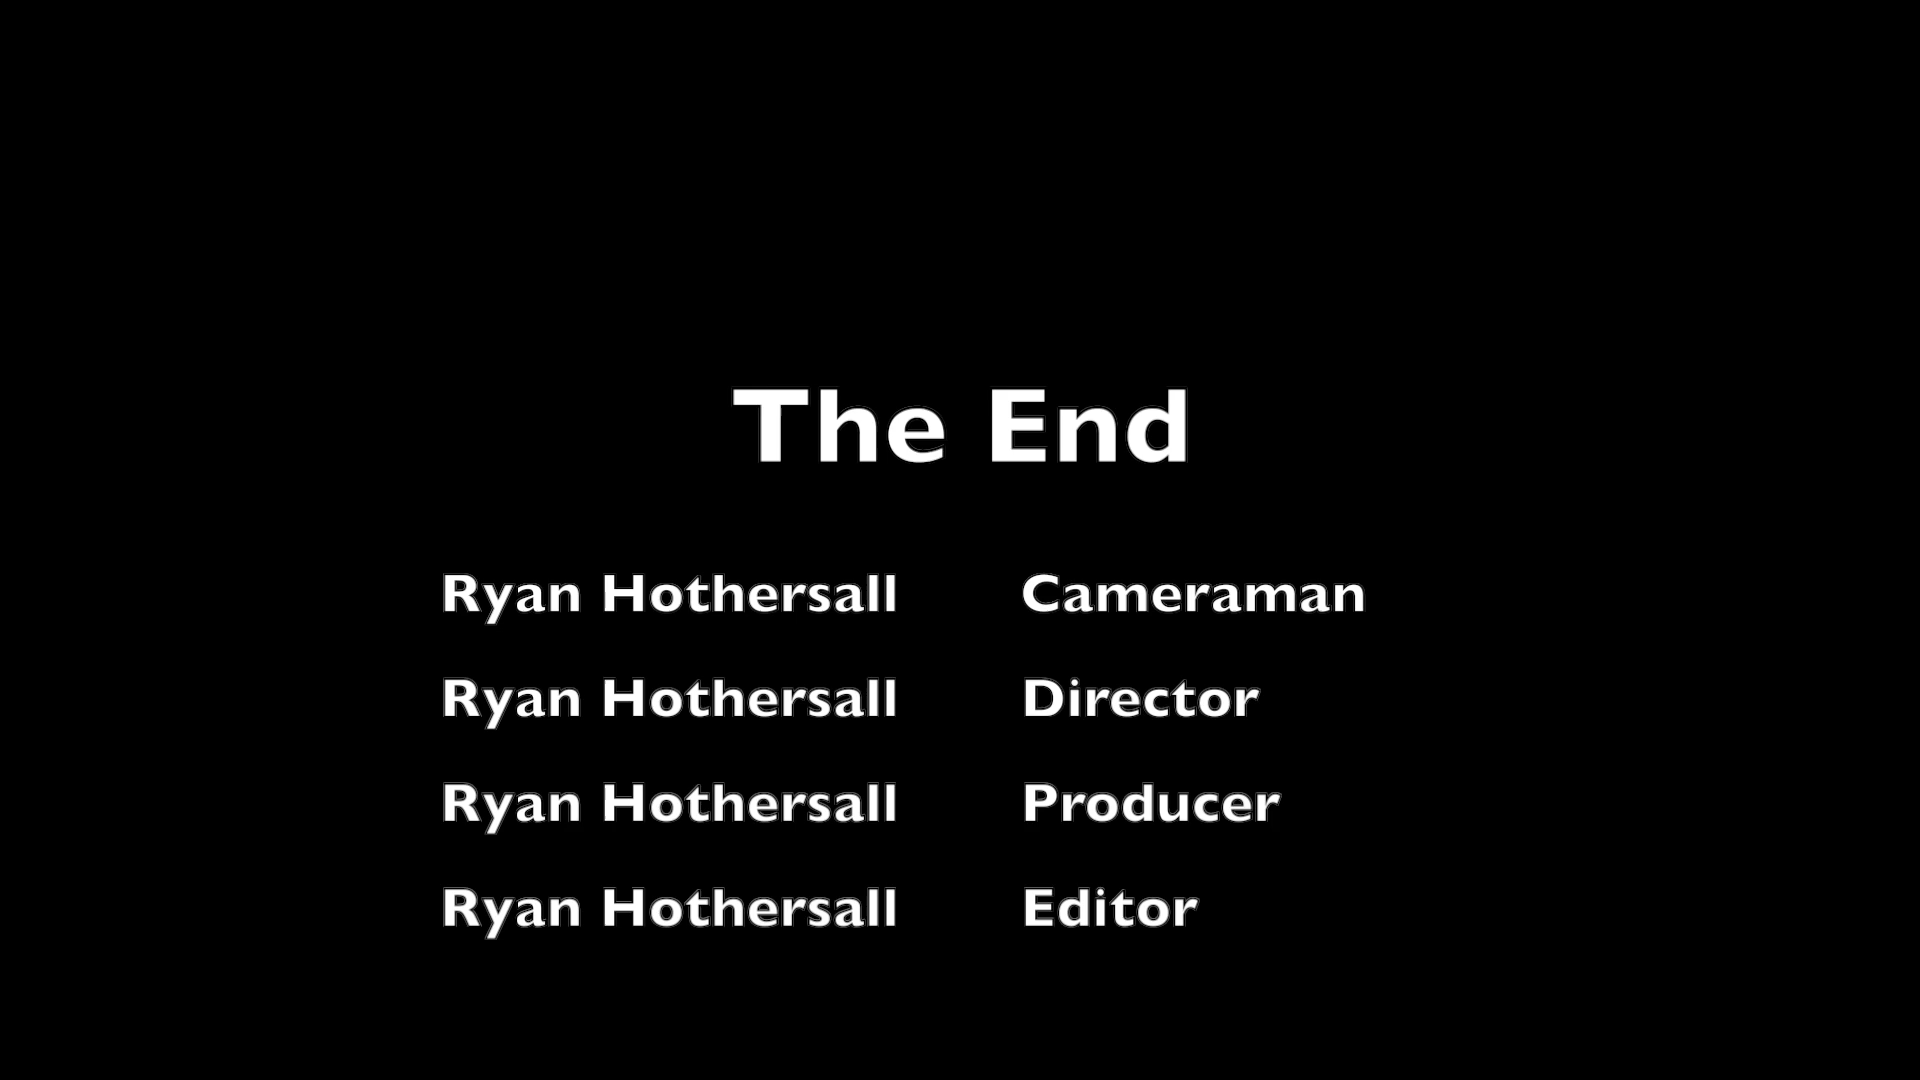 The End
Ryan Hothersall Cameraman
Ryan Hothersall Director
Ryan Hothersall Producer
Ryan Hothersall Editor